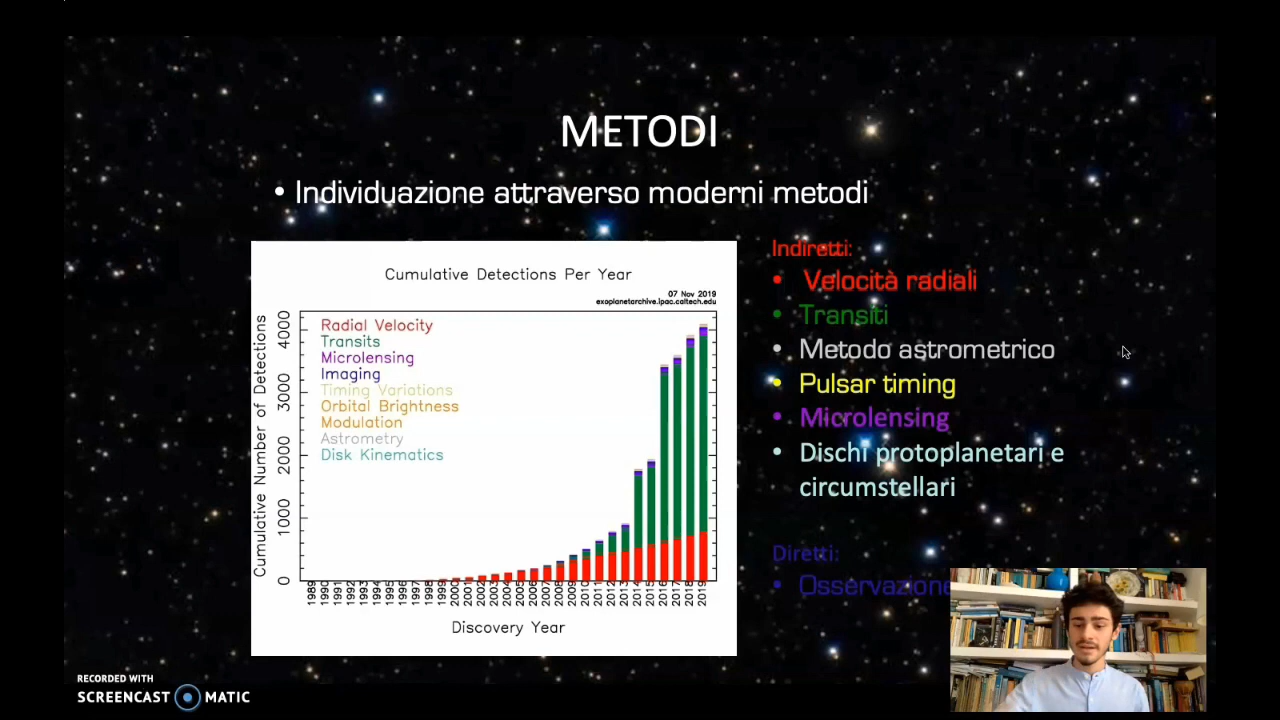 METODI
• Individuazione attraverso moderni metodi
Cumulative Detections Per Year
07 Nov 2019
exoplanetarchive.ipac.caltech.edu
Radial Velocity
Transits
Microlensing
Imaging
Timing Variations
Orbital Brightness
Modulation
Astrometry
Disk Kinematics
Cumulative Number of Detections
4000
3000
2000
1000
0
1989 1990 1991 1992 1993 1994 1995 1996 1997 1998 1999 2000 2001 2002 2003 2004 2005 2006 2007 2008 2009 2010 2011 2012 2013 2014 2015 2016 2017 2018 2019
Discovery Year
Indiretti:
• Velocità radiali
• Transiti
• Metodo astrometrico
• Pulsar timing
• Microlensing
• Dischi protoplanetari e
circumstellari
Diretti:
• Osservazione
RECORDED WITH
SCREENCAST MATIC